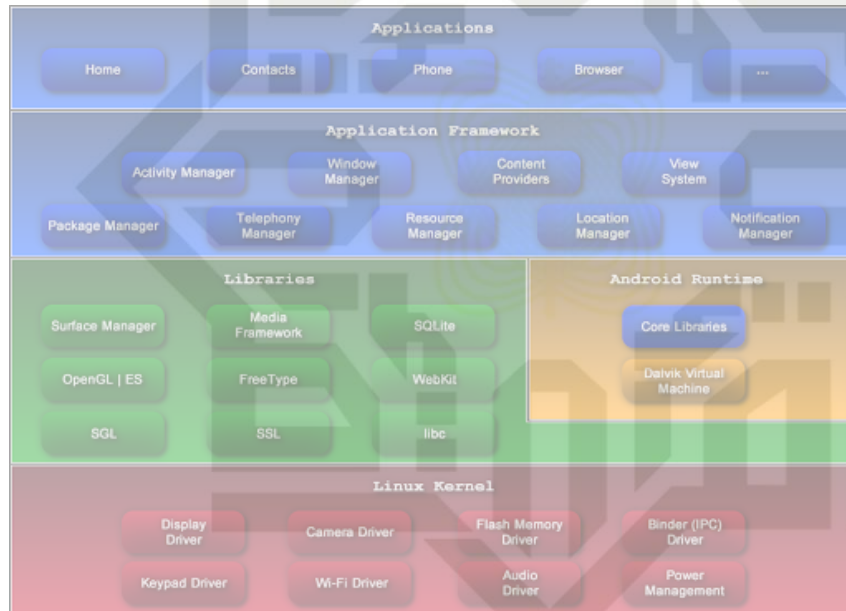 Applications
Home Contacts Phone Browser ...
Application Framework
Activity Manager Window Manager Content Providers View System
Package Manager Telephony Manager Resource Manager Location Manager Notification Manager
Libraries Android Runtime
Surface Manager Media Framework SQLite Core Libraries
OpenGL | ES FreeType WebKit Dalvik Virtual Machine
SGL SSL libc
Linux Kernel
Display Driver Camera Driver Flash Memory Driver Binder (IPC) Driver
Keypad Driver Wi-Fi Driver Audio Driver Power Management